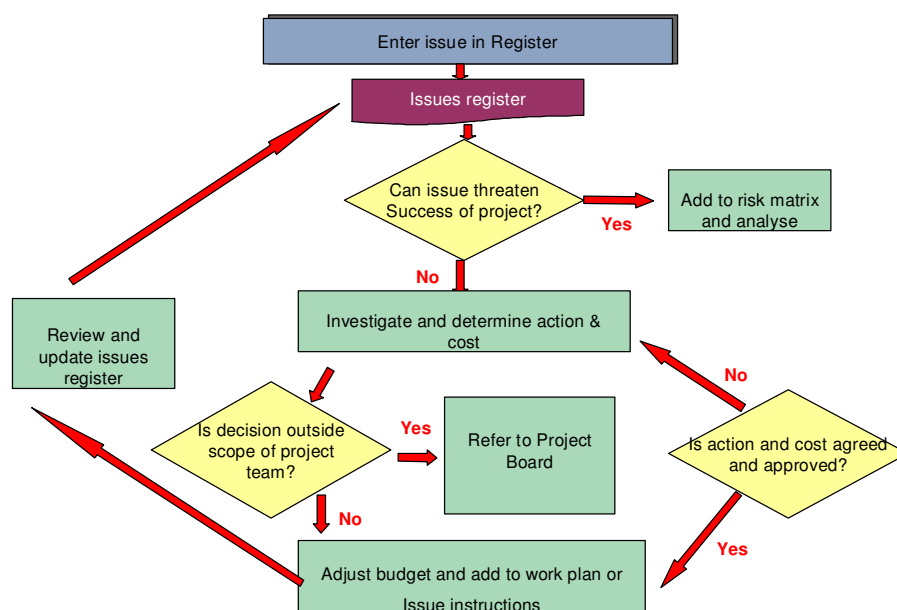 Enter issue in Register
Issues register
Can issue threaten
Success of project?
Yes
Add to risk matrix
and analyse
No
Investigate and determine action &
cost
Review and
update issues
register
No
Is decision outside
scope of project
team?
Yes
Refer to Project
Board
Is action and cost agreed
and approved?
No
Yes
Adjust budget and add to work plan or
Issue instructions